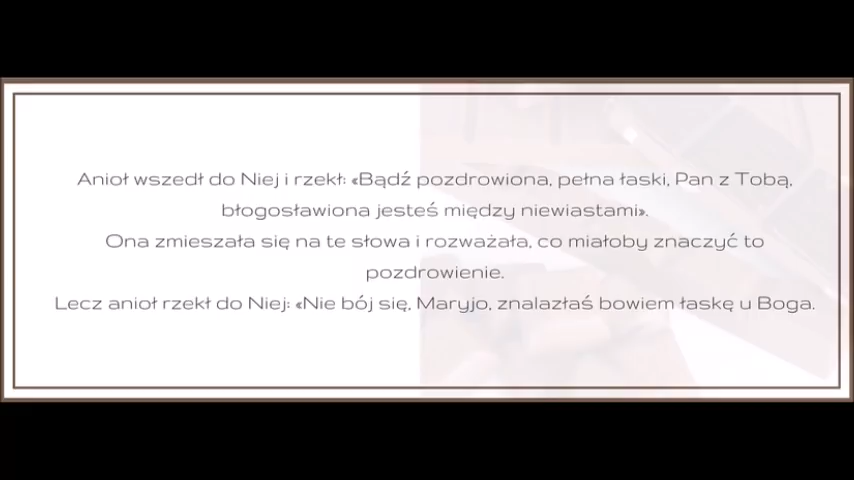 Anioł wszedł do Niej i rzekł: «Bądź pozdrowiona, pełna łaski, Pan z Tobą,
błogosławiona jesteś między niewiastami».
Ona zmieszała się na te słowa i rozważała, co miałoby znaczyć to
pozdrowienie.
Lecz anioł rzekł do Niej: «Nie bój się, Maryjo, znalazłaś bowiem łaskę u Boga.